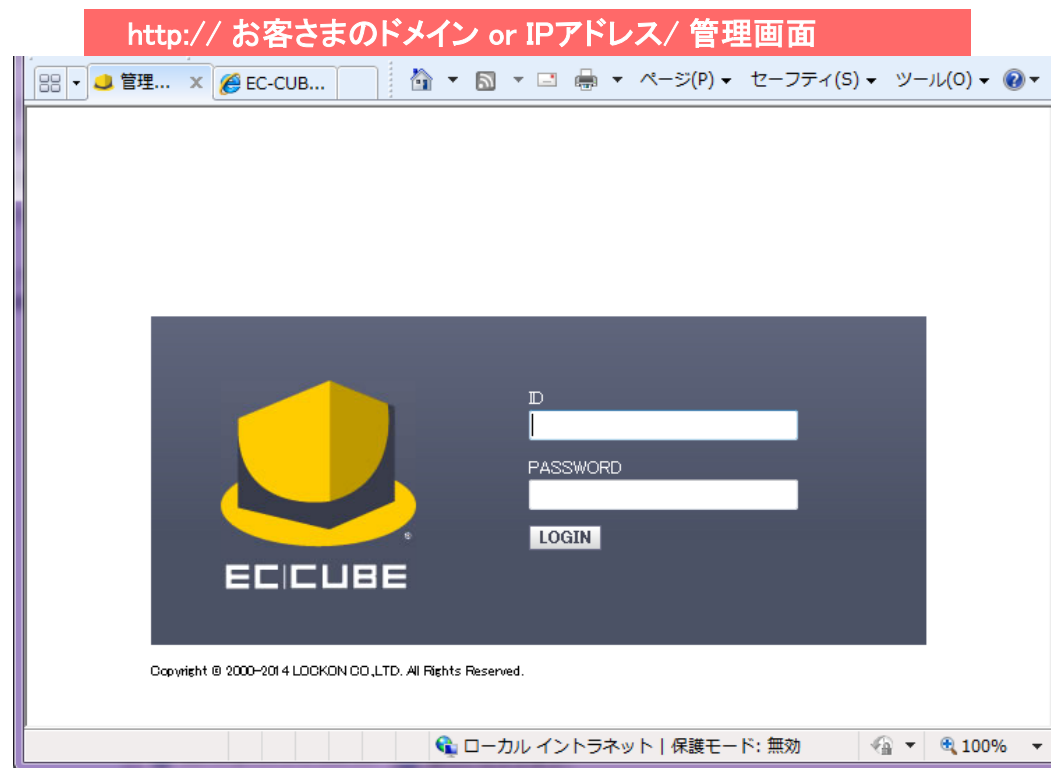 http:// お客さまのドメイン or IPアドレス/ 管理画面
管理... x EC-CUB... ページ(P) セーフティ(S) ツール(O)
ID
PASSWORD
LOGIN
EC CUBE
Copyright © 2000-2014 LOCKON CO.,LTD. All Rights Reserved.
ローカル イントラネット | 保護モード: 無効 100%